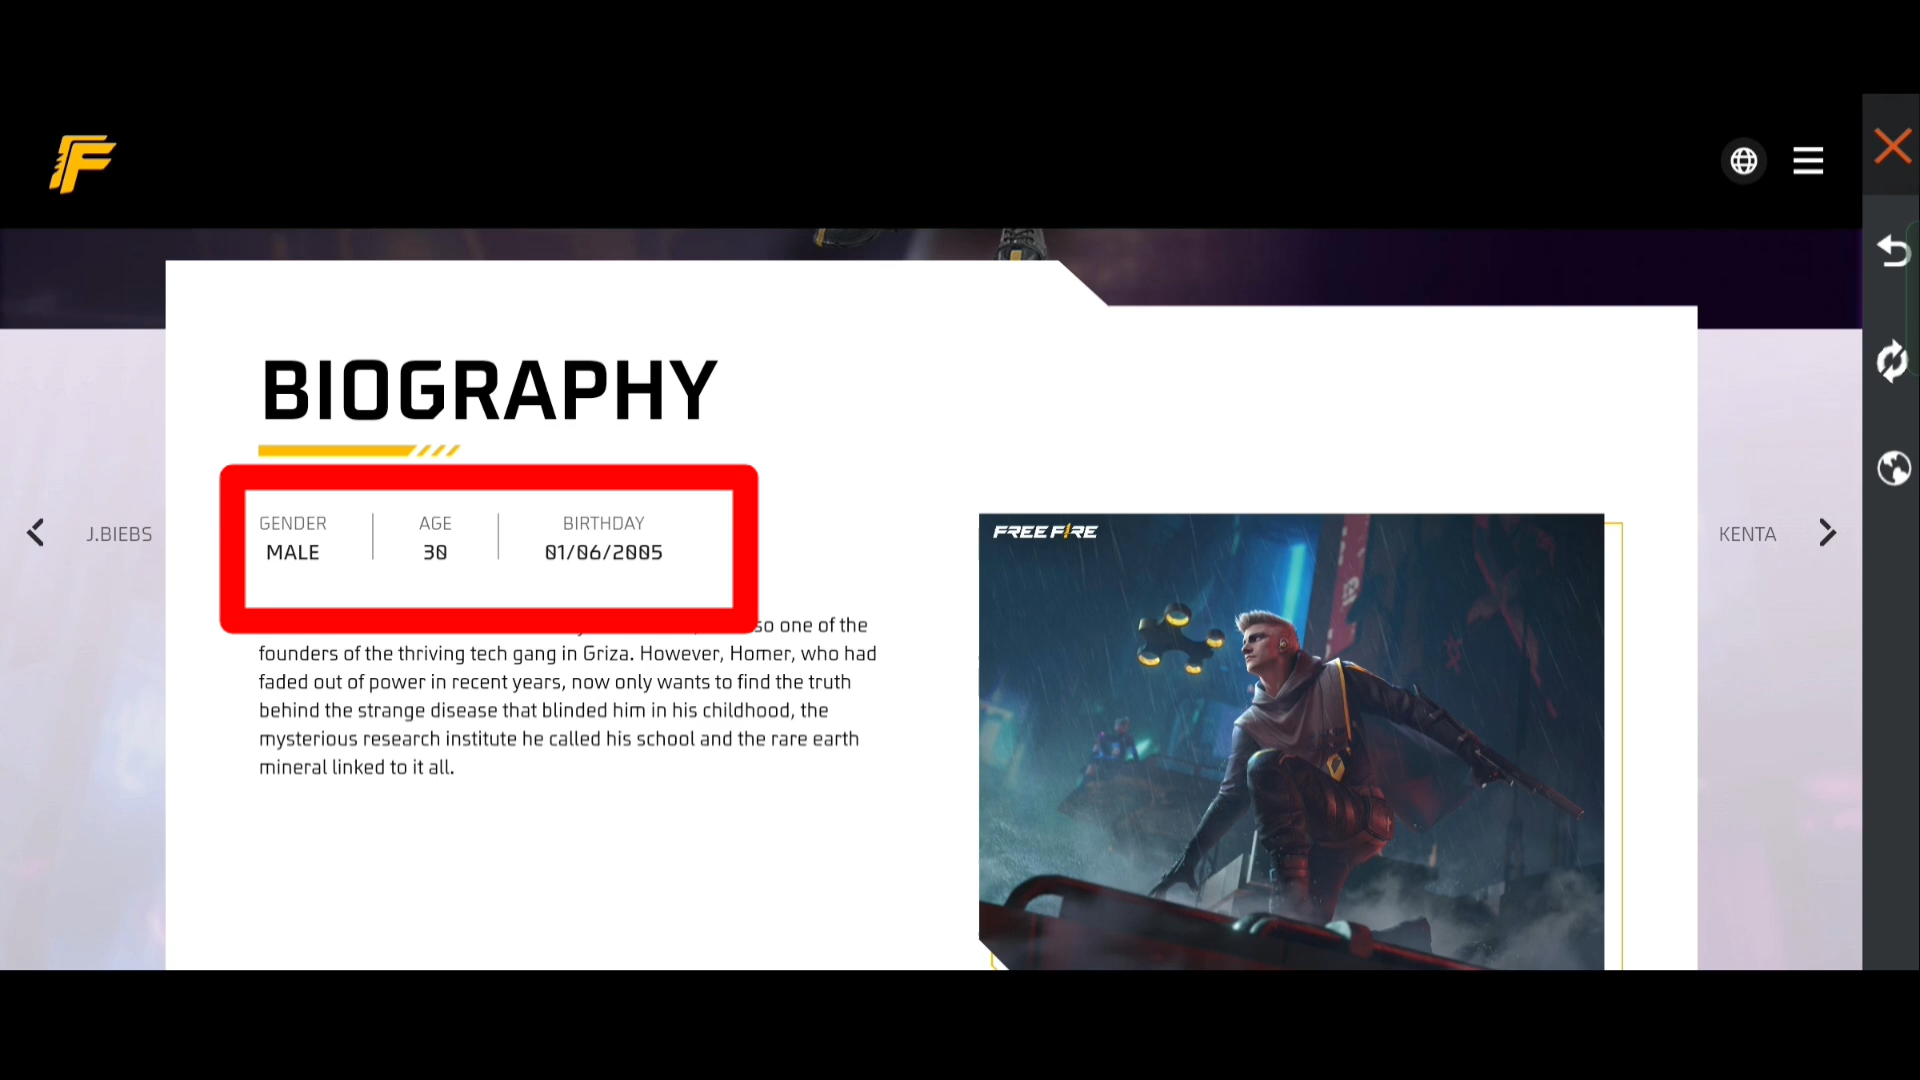 BIOGRAPHY
GENDER
MALE
AGE
30
BIRTHDAY
01/06/2005
J.BIEBS
KENTA
FREE FIRE
so one of the
founders of the thriving tech gang in Griza. However, Homer, who had
faded out of power in recent years, now only wants to find the truth
behind the strange disease that blinded him in his childhood, the
mysterious research institute he called his school and the rare earth
mineral linked to it all.